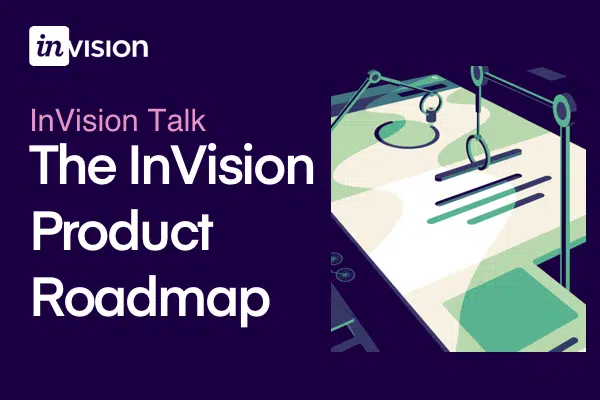 invision
InVision Talk
The InVision
Product
Roadmap